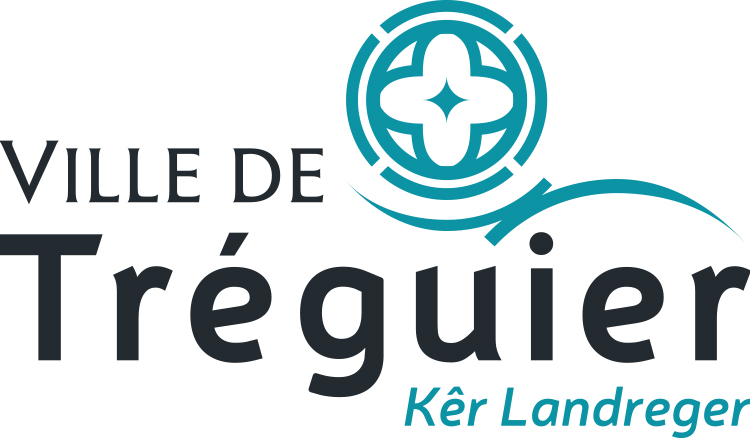 VILLE DE
Tréguier
Kêr Landreger